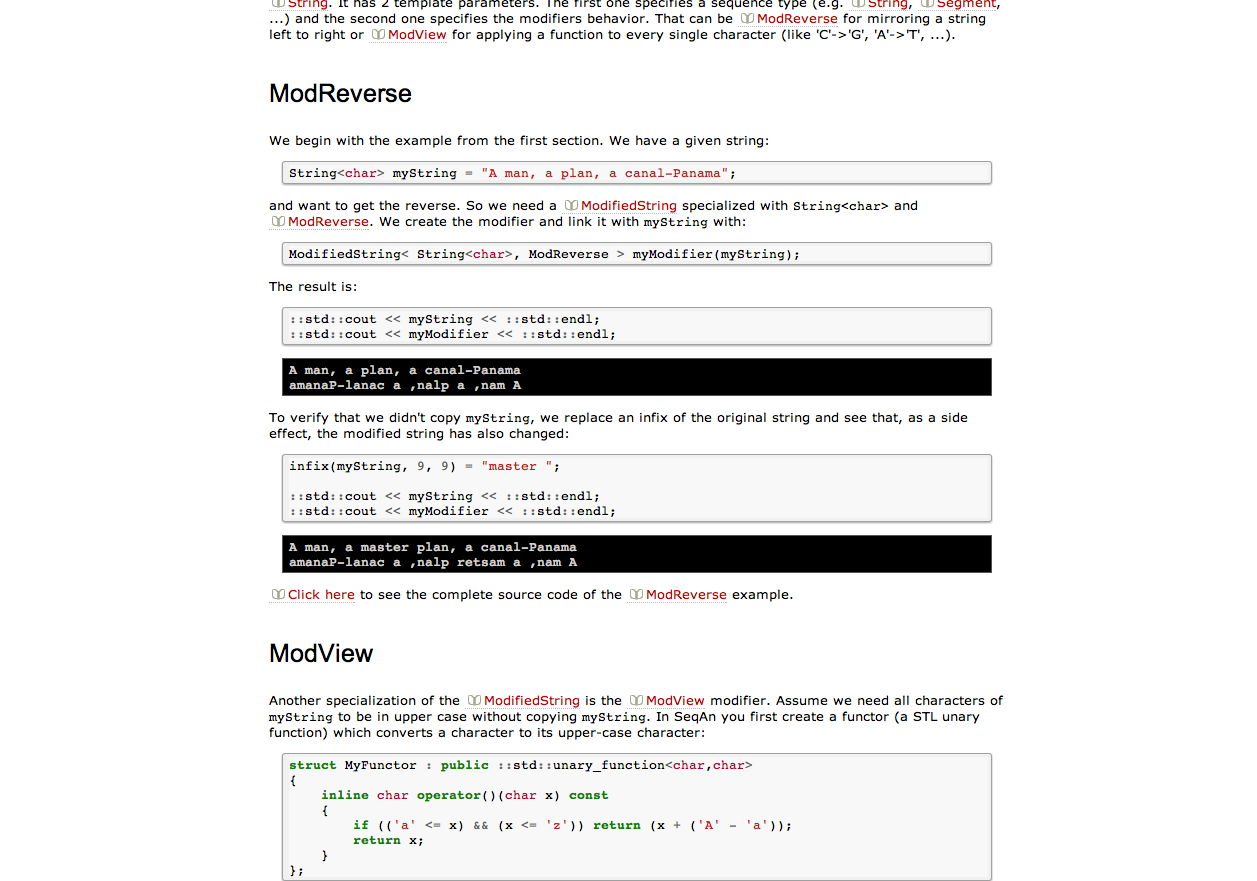 String. It has 2 template parameters. The first one specifies a sequence type (e.g. String, Segment,
...) and the second one specifies the modifiers behavior. That can be ModReverse for mirroring a string
left to right or ModView for applying a function to every single character (like 'C'->'G', 'A'->'T', ...).
ModReverse
We begin with the example from the first section. We have a given string:
String<char> myString = "A man, a plan, a canal-Panama";
and want to get the reverse. So we need a ModifiedString specialized with String<char> and
ModReverse. We create the modifier and link it with myString with:
ModifiedString< String<char>, ModReverse > myModifier(myString);
The result is:
::std::cout << myString << ::std::endl;
::std::cout << myModifier << ::std::endl;
A man, a plan, a canal-Panama
amanaP-lanac a ,nalp a ,nam A
To verify that we didn't copy myString, we replace an infix of the original string and see that, as a side
effect, the modified string has also changed:
infix(myString, 9, 9) = "master ";
::std::cout << myString << ::std::endl;
::std::cout << myModifier << ::std::endl;
A man, a master plan, a canal-Panama
amanaP-lanac a ,nalp retsam a ,nam A
Click here to see the complete source code of the ModReverse example.
ModView
Another specialization of the ModifiedString is the ModView modifier. Assume we need all characters of
myString to be in upper case without copying myString. In SeqAn you first create a functor (a STL unary
function) which converts a character to its upper-case character:
struct MyFunctor : public ::std::unary_function<char,char>
{
    inline char operator()(char x) const
    {
        if (('a' <= x) && (x <= 'z')) return (x + ('A' - 'a'));
        return x;
    }
};